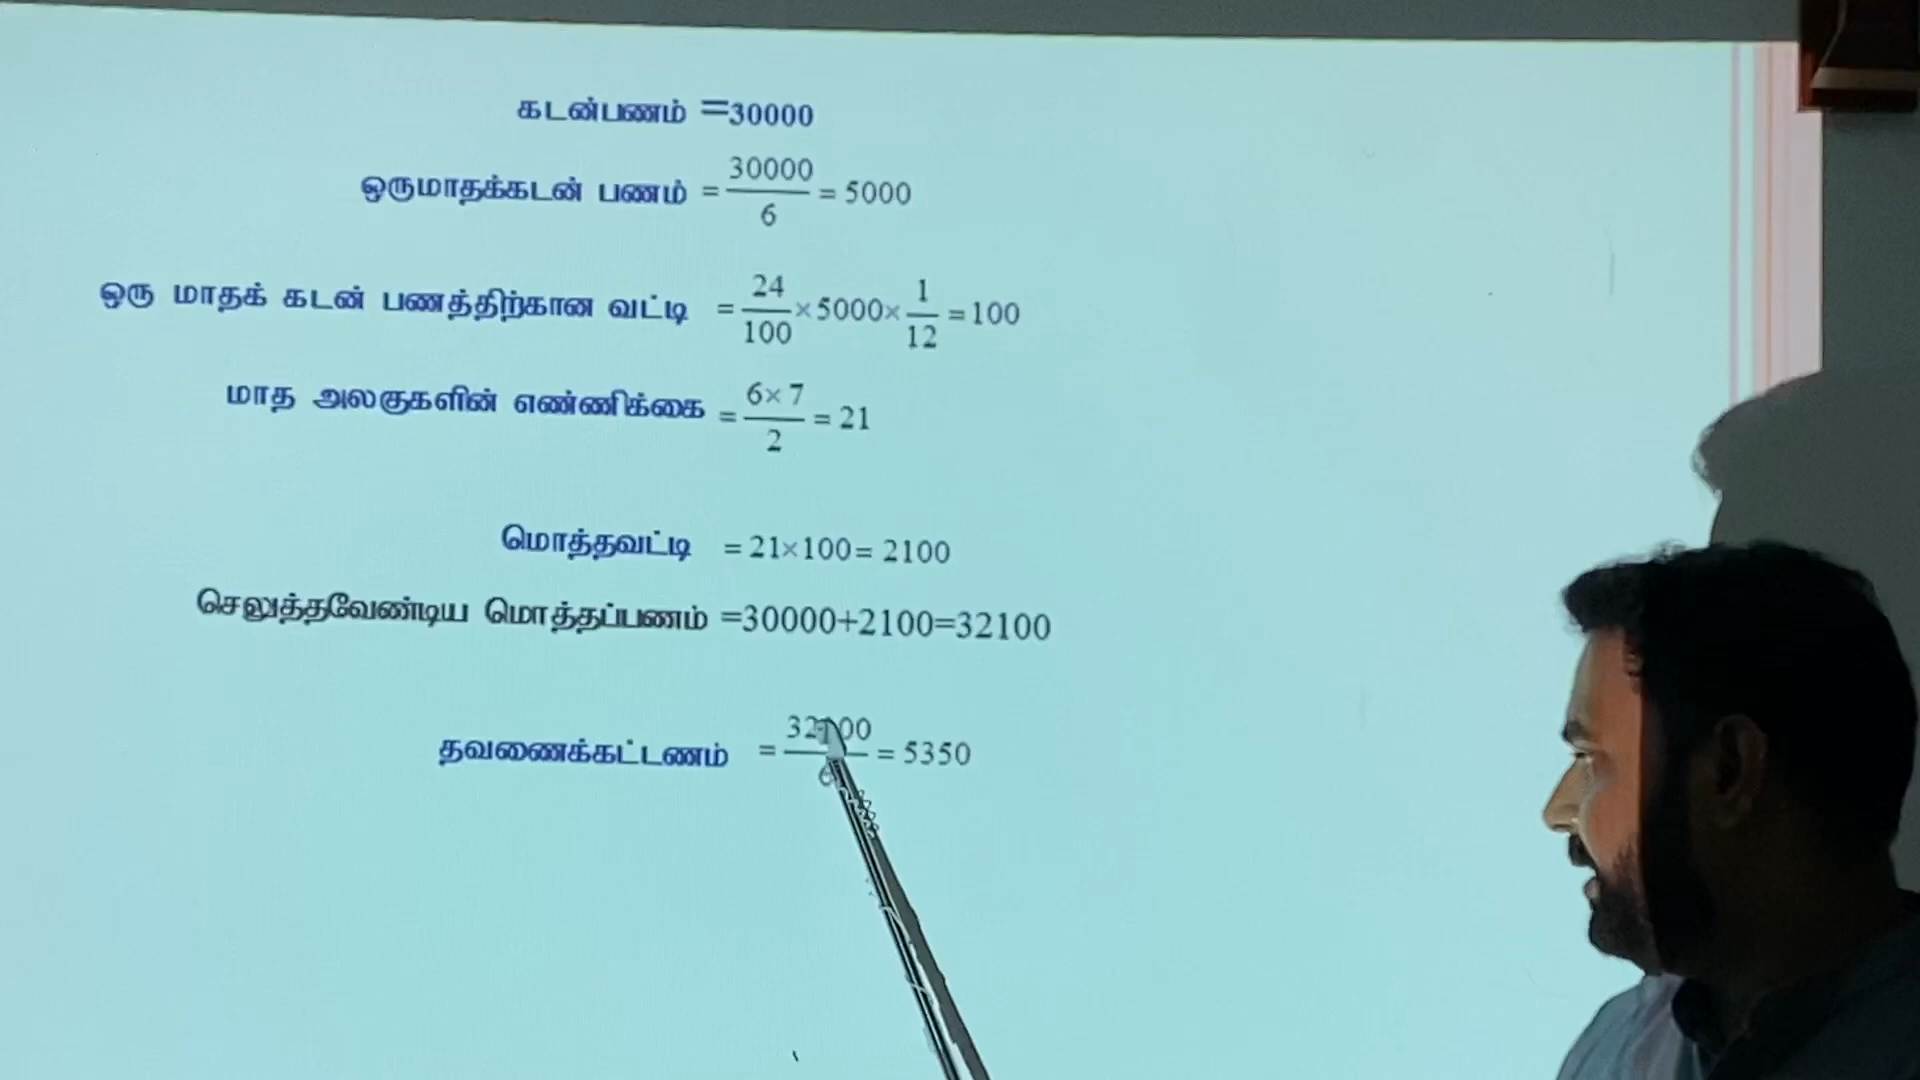 கடன்பணம் =30000
ஒருமாதக்கடன் பணம் = 30000/6 = 5000
ஒரு மாதக் கடன் பணத்திற்கான வட்டி = 24/100 × 5000 × 1/12 = 100
மாத அலகுகளின் எண்ணிக்கை = 6×7/2 = 21
மொத்தவட்டி = 21×100= 2100
செலுத்தவேண்டிய மொத்தப்பணம் =30000+2100=32100
தவணைக்கட்டணம் = 32100/6 = 5350